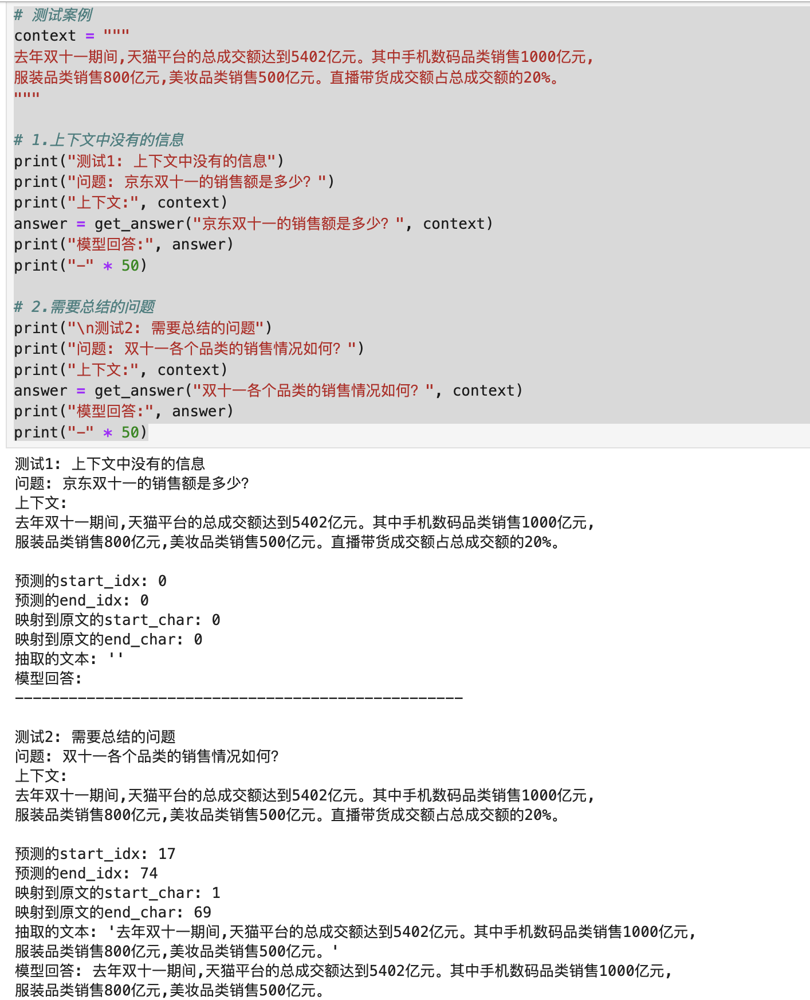 # 测试案例
context = """
去年双十一期间,天猫平台的总成交额达到5402亿元。其中手机数码品类销售1000亿元,
服装品类销售800亿元,美妆品类销售500亿元。直播带货成交额占总成交额的20%。
"""
# 1.上下文中没有的信息
print("测试1: 上下文中没有的信息")
print("问题: 京东双十一的销售额是多少？")
print("上下文:", context)
answer = get_answer("京东双十一的销售额是多少？", context)
print("模型回答:", answer)
print("-" * 50)
# 2.需要总结的问题
print("\n测试2: 需要总结的问题")
print("问题: 双十一各个品类的销售情况如何？")
print("上下文:", context)
answer = get_answer("双十一各个品类的销售情况如何？", context)
print("模型回答:", answer)
print("-" * 50)
测试1: 上下文中没有的信息
问题: 京东双十一的销售额是多少？
上下文:
去年双十一期间,天猫平台的总成交额达到5402亿元。其中手机数码品类销售1000亿元,
服装品类销售800亿元,美妆品类销售500亿元。直播带货成交额占总成交额的20%。
预测的start_idx: 0
预测的end_idx: 0
映射到原文的start_char: 0
映射到原文的end_char: 0
抽取的文本: ''
模型回答:
--------------------------------------------------
测试2: 需要总结的问题
问题: 双十一各个品类的销售情况如何？
上下文:
去年双十一期间,天猫平台的总成交额达到5402亿元。其中手机数码品类销售1000亿元,
服装品类销售800亿元,美妆品类销售500亿元。直播带货成交额占总成交额的20%。
预测的start_idx: 17
预测的end_idx: 74
映射到原文的start_char: 1
映射到原文的end_char: 69
抽取的文本: '去年双十一期间,天猫平台的总成交额达到5402亿元。其中手机数码品类销售1000亿元,
服装品类销售800亿元,美妆品类销售500亿元。'
模型回答: 去年双十一期间,天猫平台的总成交额达到5402亿元。其中手机数码品类销售1000亿元,
服装品类销售800亿元,美妆品类销售500亿元。